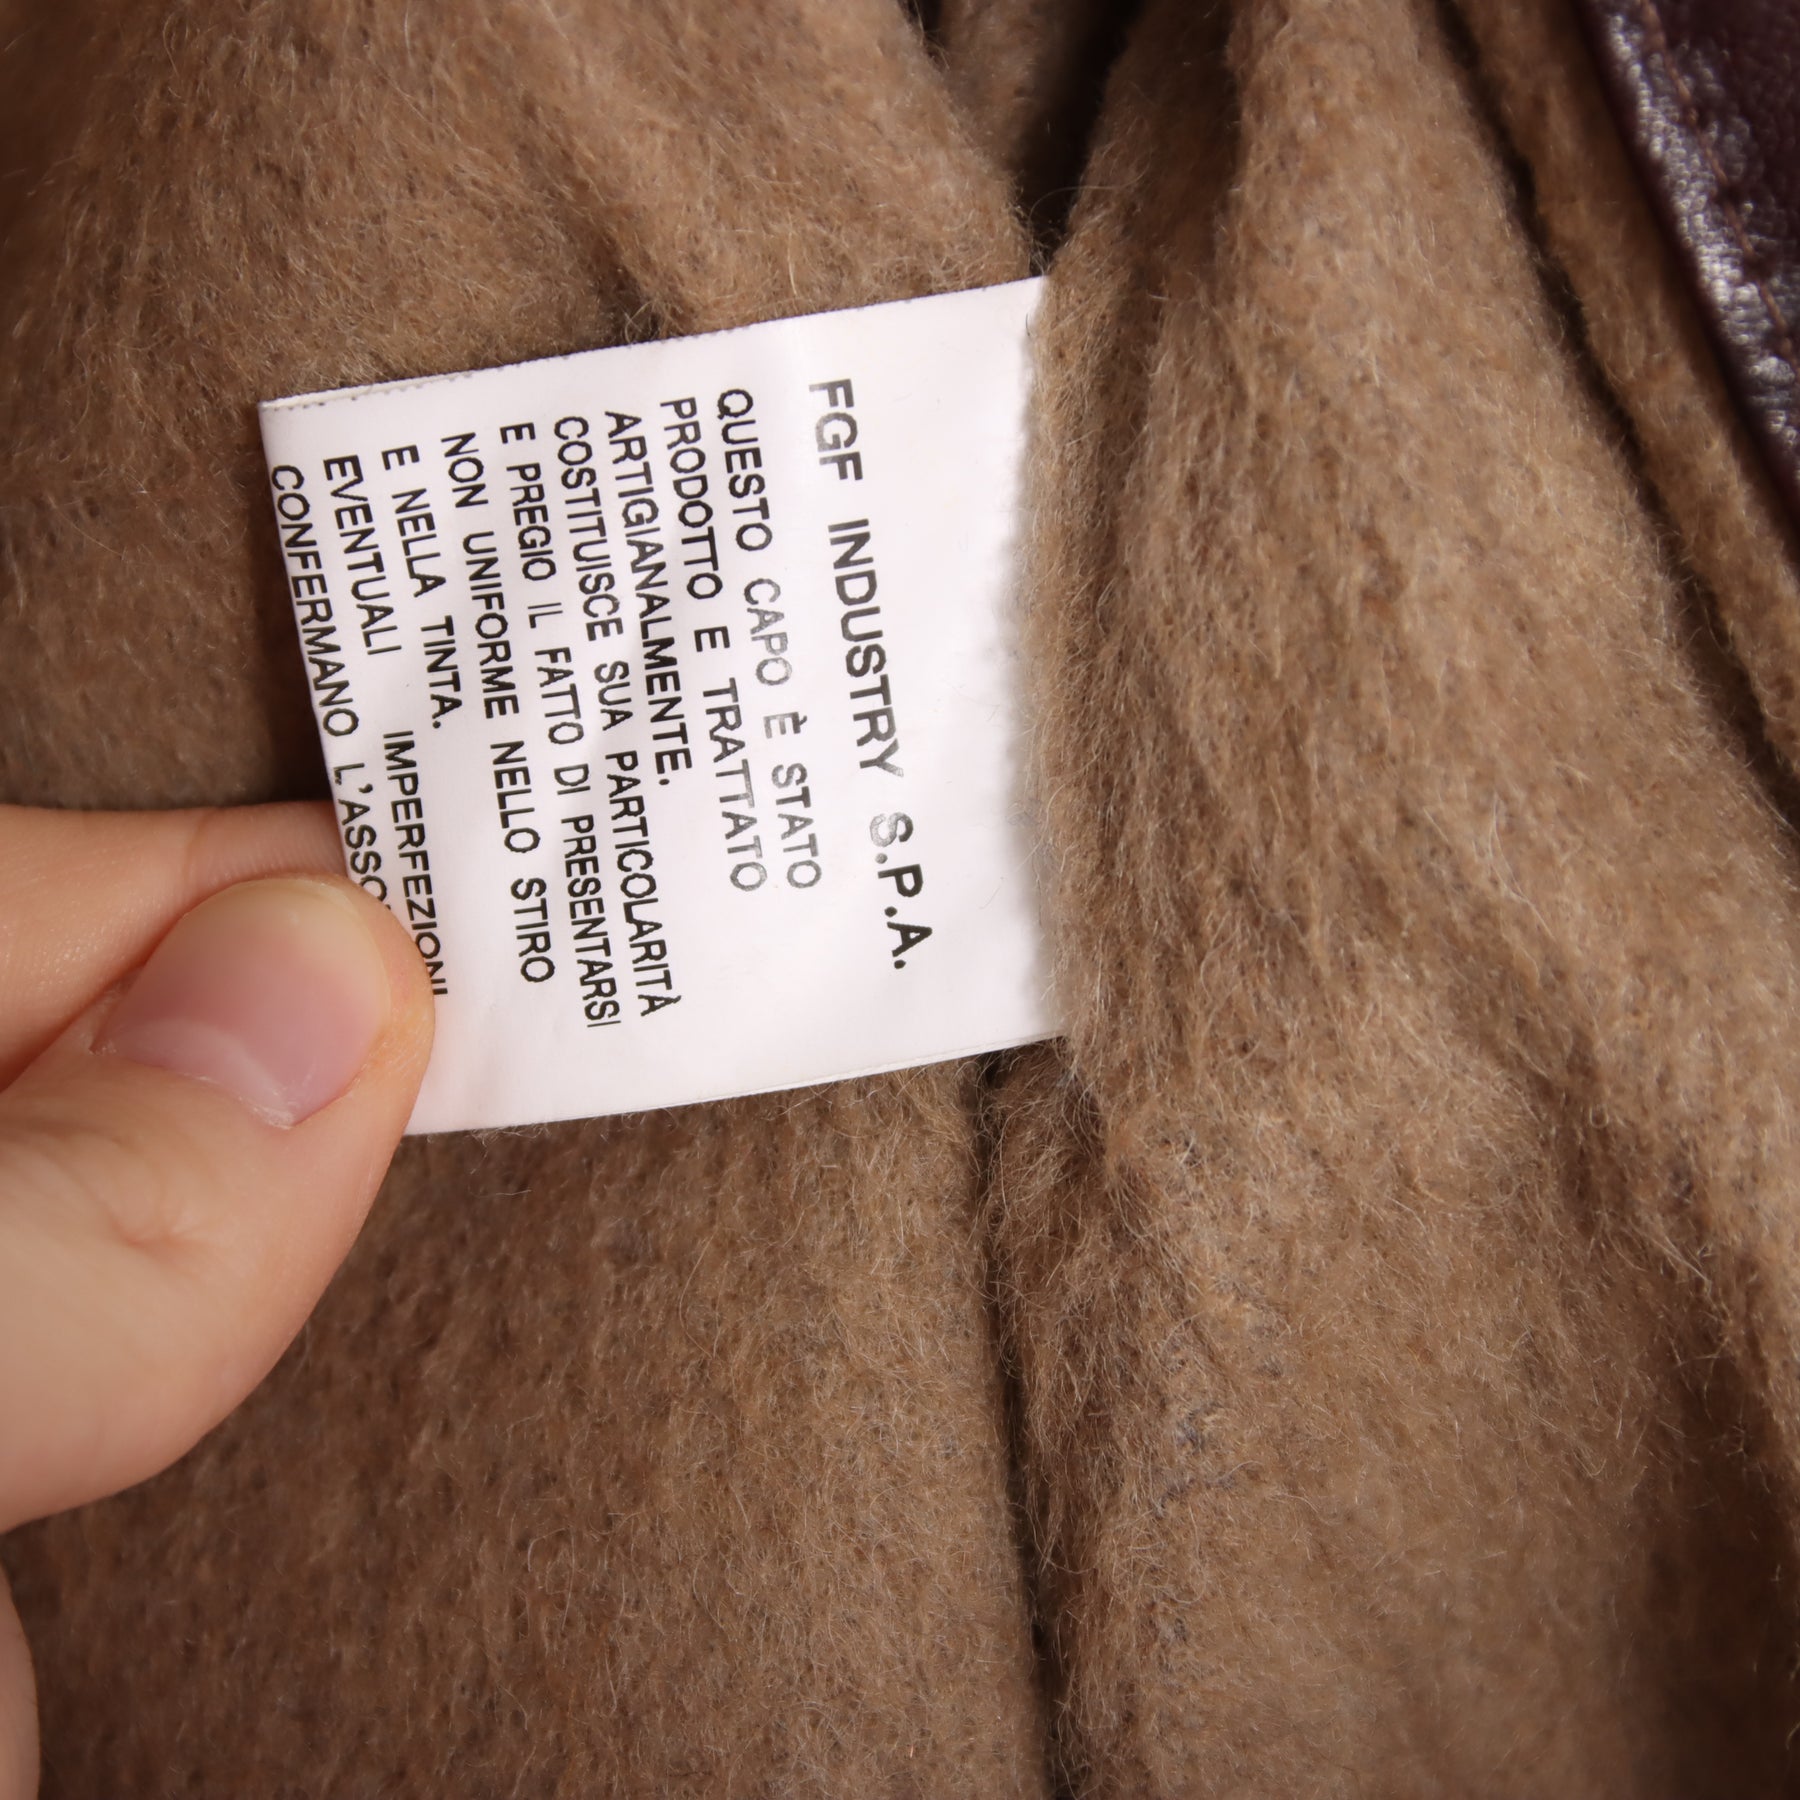 FGF INDUSTRY S.P.A.
QUESTO CAPO È STATO
PRODOTTO E TRATTATO
ARTIGIANALMENTE.
COSTITUISCE SUA PARTICOLARITÀ
E PREGIO IL FATTO DI PRESENTARSI
NON UNIFORME NELLO STIRO
E NELLA TINTA.
EVENTUALI IMPERFEZIONI
CONFERMANO